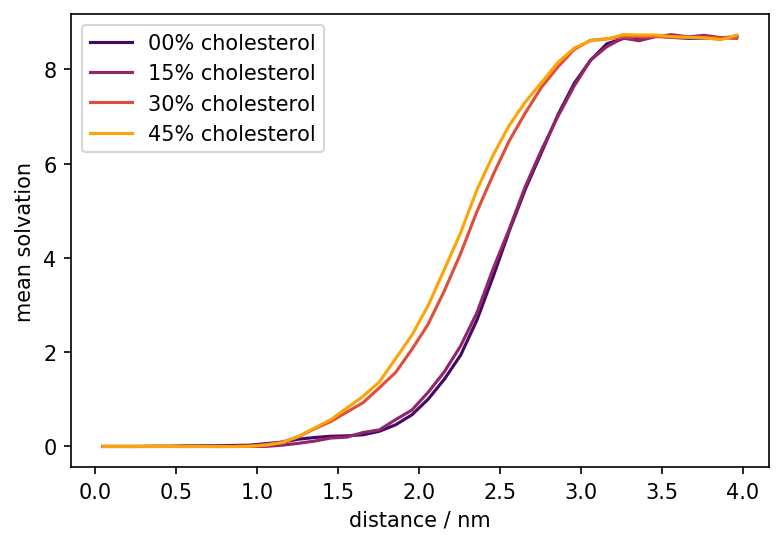 00% cholesterol
15% cholesterol
30% cholesterol
45% cholesterol
8
6
4
2
0
mean solvation
0.0 0.5 1.0 1.5 2.0 2.5 3.0 3.5 4.0
distance / nm